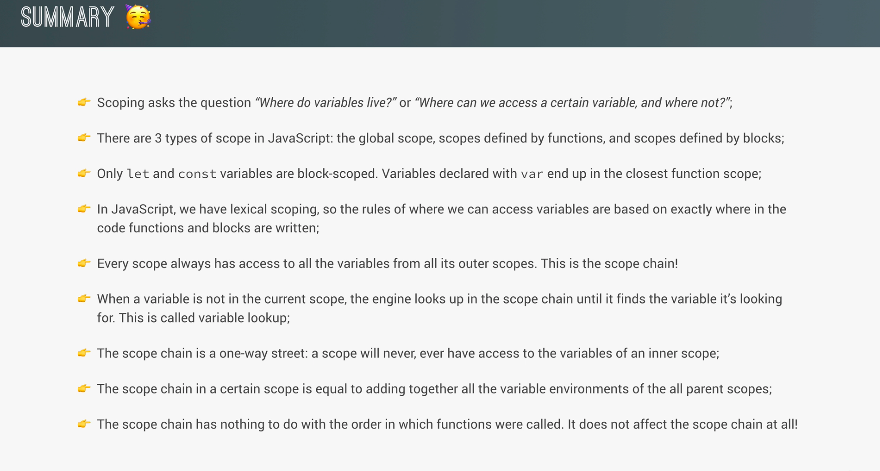 SUMMARY 🥳
👉 Scoping asks the question “Where do variables live?” or “Where can we access a certain variable, and where not?”;
👉 There are 3 types of scope in JavaScript: the global scope, scopes defined by functions, and scopes defined by blocks;
👉 Only let and const variables are block-scoped. Variables declared with var end up in the closest function scope;
👉 In JavaScript, we have lexical scoping, so the rules of where we can access variables are based on exactly where in the
code functions and blocks are written;
👉 Every scope always has access to all the variables from all its outer scopes. This is the scope chain!
👉 When a variable is not in the current scope, the engine looks up in the scope chain until it finds the variable it’s looking
for. This is called variable lookup;
👉 The scope chain is a one-way street: a scope will never, ever have access to the variables of an inner scope;
👉 The scope chain in a certain scope is equal to adding together all the variable environments of the all parent scopes;
👉 The scope chain has nothing to do with the order in which functions were called. It does not affect the scope chain at all!